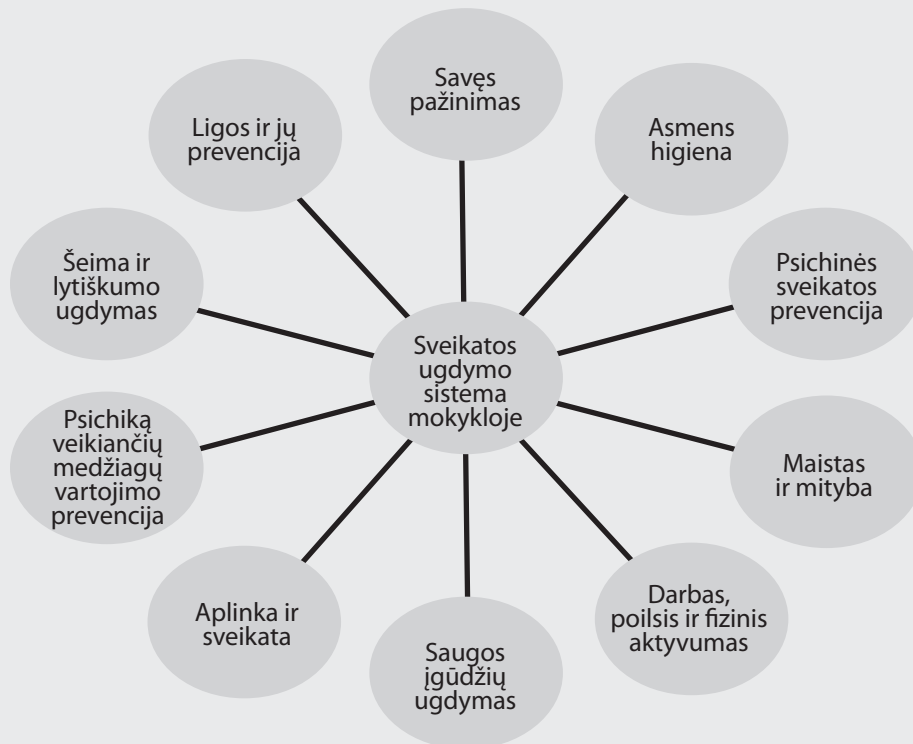 Savęs
pažinimas
Asmens
higiena
Psichinės
sveikatos
prevencija
Maistas
ir mityba
Darbas,
poilsis ir fizinis
aktyvumas
Saugos
įgūdžių
ugdymas
Aplinka ir
sveikata
Psichiką
veikiančių
medžiagų
vartojimo
prevencija
Šeima ir
lytiškumo
ugdymas
Ligos ir jų
prevencija
Sveikatos
ugdymo
sistema
mokykloje